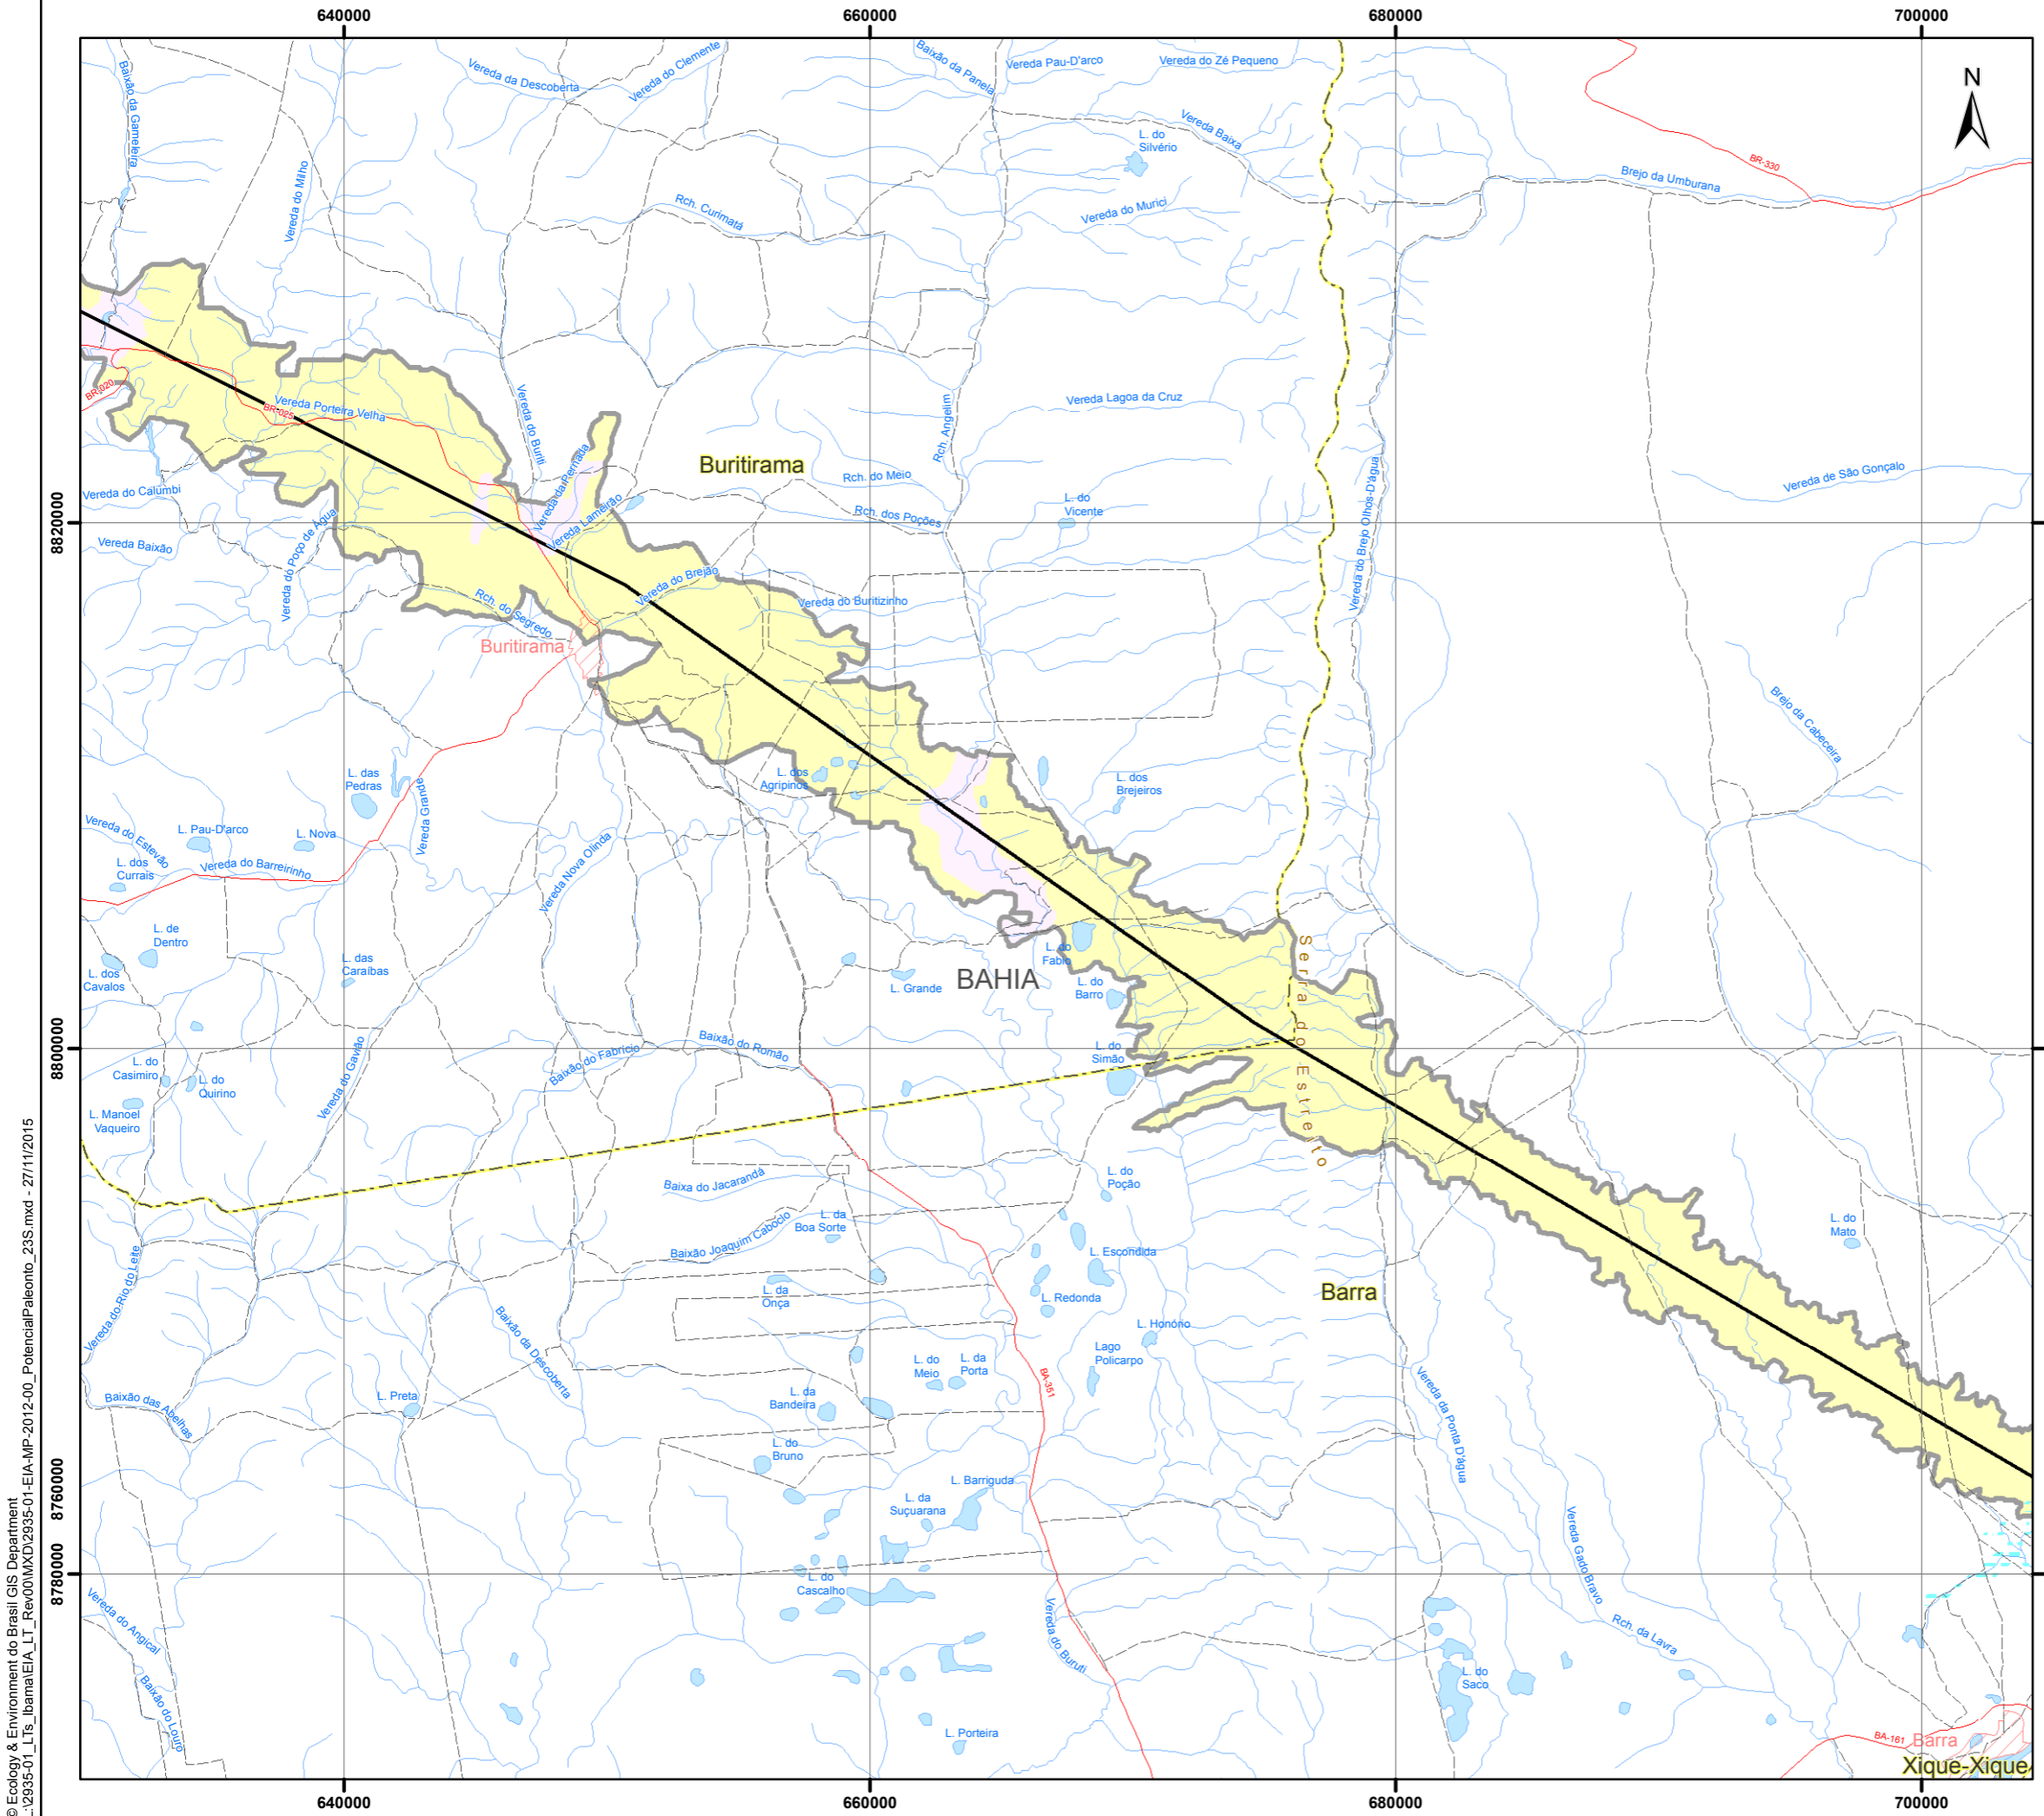 640000
660000
680000
700000
N
Baixão da Gameleira
Vereda da Descoberta
Vereda do Clemente
Baixão da Panela
Vereda Pau-D'arco
Vereda do Zé Pequeno
Vereda Baixa
L. do
Silvério
BR-330
Brejo da Umburana
Vereda do Milho
Rch. Curimatá
Vereda do Murici
BR-020
BR-025
Vereda Porteira Velha
Vereda do Buriti
Vereda da Pernada
Vereda Lameirão
Rch. Angelim
Vereda Lagoa da Cruz
Buritirama
Rch. do Meio
Rch. dos Poções
L. do
Vicente
Vereda do Brejo Olhos-D'água
Vereda de São Gonçalo
8820000
Vereda do Calumbi
Vereda Baixão
Vereda do Poço de Água
Rch. do Segredo
Vereda do Brejão
Vereda do Buritizinho
Buritirama
Brejo da Cabeceira
L. das
Pedras
Vereda Grande
L. dos
Agripinos
L. dos
Brejeiros
Vereda do Estevão
L. Pau-D'arco
L. Nova
L. dos
Currais
Vereda do Barreirinho
Vereda Nova Olinda
L. de
Dentro
L. dos
Cavalos
L. das
Caraíbas
L. Grande
BAHIA
L. do
Fabio
L. do
Barro
Serra do Estreito
8800000
L. do
Casimiro
L. do
Quirino
L. Manoel
Vaqueiro
Vereda do Gavião
Baixão do Fabrício
Baixão do Romão
L. do
Simão
Baixa do Jacarandá
L. do
Poção
L. da
Boa Sorte
Baixão Joaquim Caboclo
L. Escondida
L. do
Mato
Vereda do Rio do Leite
L. da
Onça
L. Redonda
Barra
Baixão da Descoberta
L. Honório
Lago
Policarpo
L. do
Meio
L. da
Porta
BA-351
Baixão das Abelhas
L. Preta
L. da
Bandeira
L. do
Bruno
Vereda da Ponta D'água
L. Barriguda
L. da
Suçuarana
8760000
8780000
L. do
Cascalho
Vereda Gado Bravo
Vereda do Angical
Vereda do Buruti
Rch. da Lavra
Baixão do Louro
L. do
Saco
L. Porteira
BA-161
Barra
Xique-Xique
640000
660000
680000
700000
© Ecology & Environment do Brasil GIS Department
L:\2935-01_LTs_Ibama\EIA_LT_Rev00\MXD\2935-01-EIA-MP-2012-00_PotencialPaleonto_23S.mxd - 27/11/2015